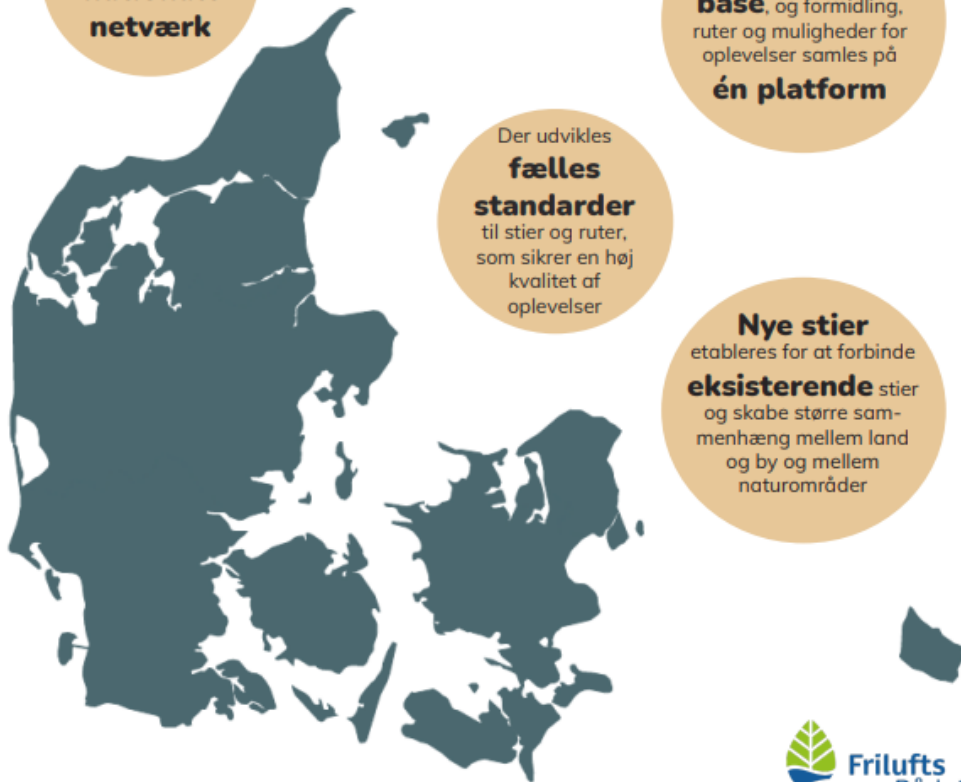 netværk
base, og formidling,
ruter og muligheder for
oplevelser samles på
én platform
Der udvikles
fælles
standarder
til stier og ruter,
som sikrer en høj
kvalitet af
oplevelser
Nye stier
etableres for at forbinde
eksisterende stier
og skabe større sam-
menhæng mellem land
og by og mellem
naturområder
Frilufts